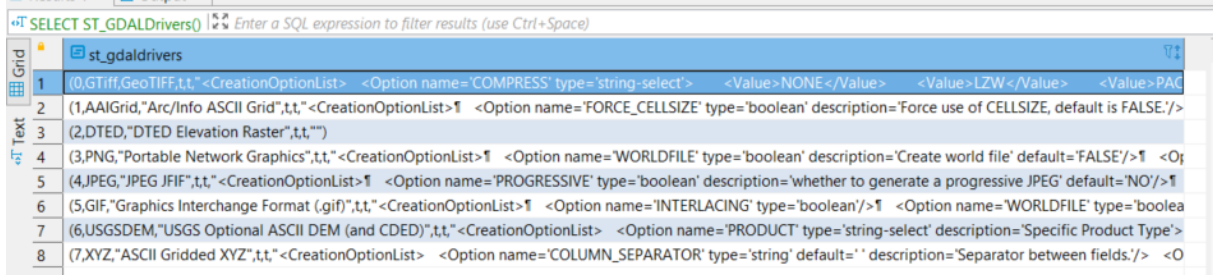 SELECT ST_GDALDrivers() Enter a SQL expression to filter results (use Ctrl+Space)
Grid
Text
st_gdaldrivers
1 (0,GTiff,GeoTIFF,t,t,"<CreationOptionList> <Option name='COMPRESS' type='string-select'> <Value>NONE</Value> <Value>LZW</Value> <Value>PAC
2 (1,AAIGrid,"Arc/Info ASCII Grid",t,t,"<CreationOptionList>¶ <Option name='FORCE_CELLSIZE' type='boolean' description='Force use of CELLSIZE, default is FALSE.'/>
3 (2,DTED,"DTED Elevation Raster",t,t,"")
4 (3,PNG,"Portable Network Graphics",t,t,"<CreationOptionList>¶ <Option name='WORLDFILE' type='boolean' description='Create world file' default='FALSE'/>¶ <Op
5 (4,JPEG,"JPEG JFIF",t,t,"<CreationOptionList>¶ <Option name='PROGRESSIVE' type='boolean' description='whether to generate a progressive JPEG' default='NO'/>¶
6 (5,GIF,"Graphics Interchange Format (.gif)",t,t,"<CreationOptionList>¶ <Option name='INTERLACING' type='boolean'/>¶ <Option name='WORLDFILE' type='boolea
7 (6,USGSDEM,"USGS Optional ASCII DEM (and CDED)",t,t,"<CreationOptionList> <Option name='PRODUCT' type='string-select' description='Specific Product Type'>
8 (7,XYZ,"ASCII Gridded XYZ",t,t,"<CreationOptionList> <Option name='COLUMN_SEPARATOR' type='string' default=' ' description='Separator between fields.'/> <O